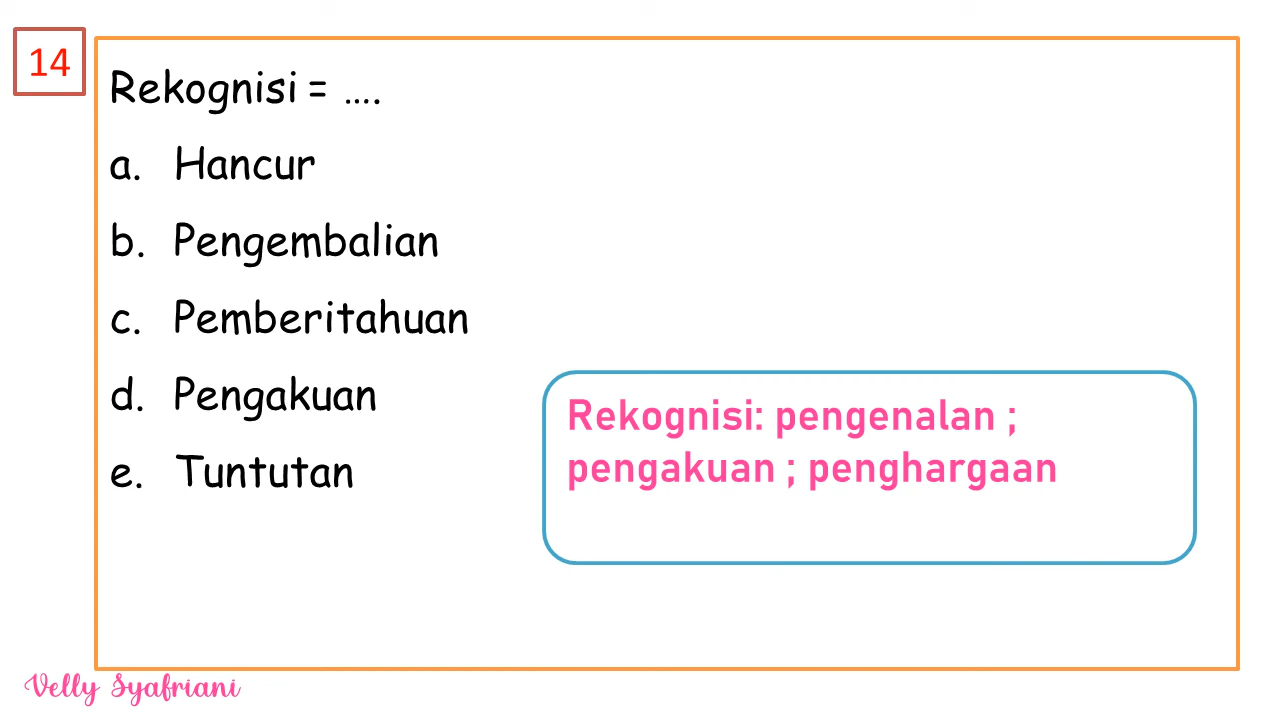 14
Rekognisi = ....
a. Hancur
b. Pengembalian
c. Pemberitahuan
d. Pengakuan
e. Tuntutan
Rekognisi: pengenalan ;
pengakuan ; penghargaan
Velly Syafriani